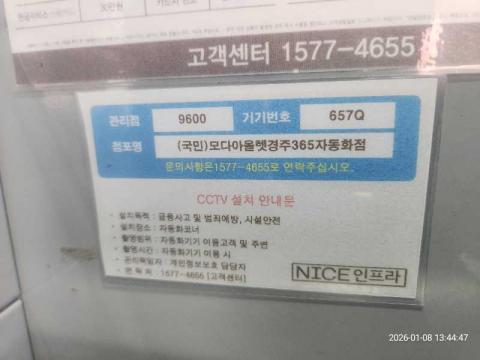 고객센터 1577-4655
관리점 9600 기기번호 657Q
점포명 (국민)모다아울렛경주365자동화점
문의사항은1577-4655로 연락주십시오.
CCTV 설치 안내문
· 설치목적 : 금융사고 및 범죄예방, 시설안전
· 설치장소 : 자동화코너
· 촬영범위 : 자동화기기 이용고객 및 주변
· 촬영시간 : 자동화기기 이용 시
· 관리책임자 : 개인정보보호 담당자
· 연 락 처 : 1577-4655 [고객센터]
NICE인프라
2026-01-08 13:44:47